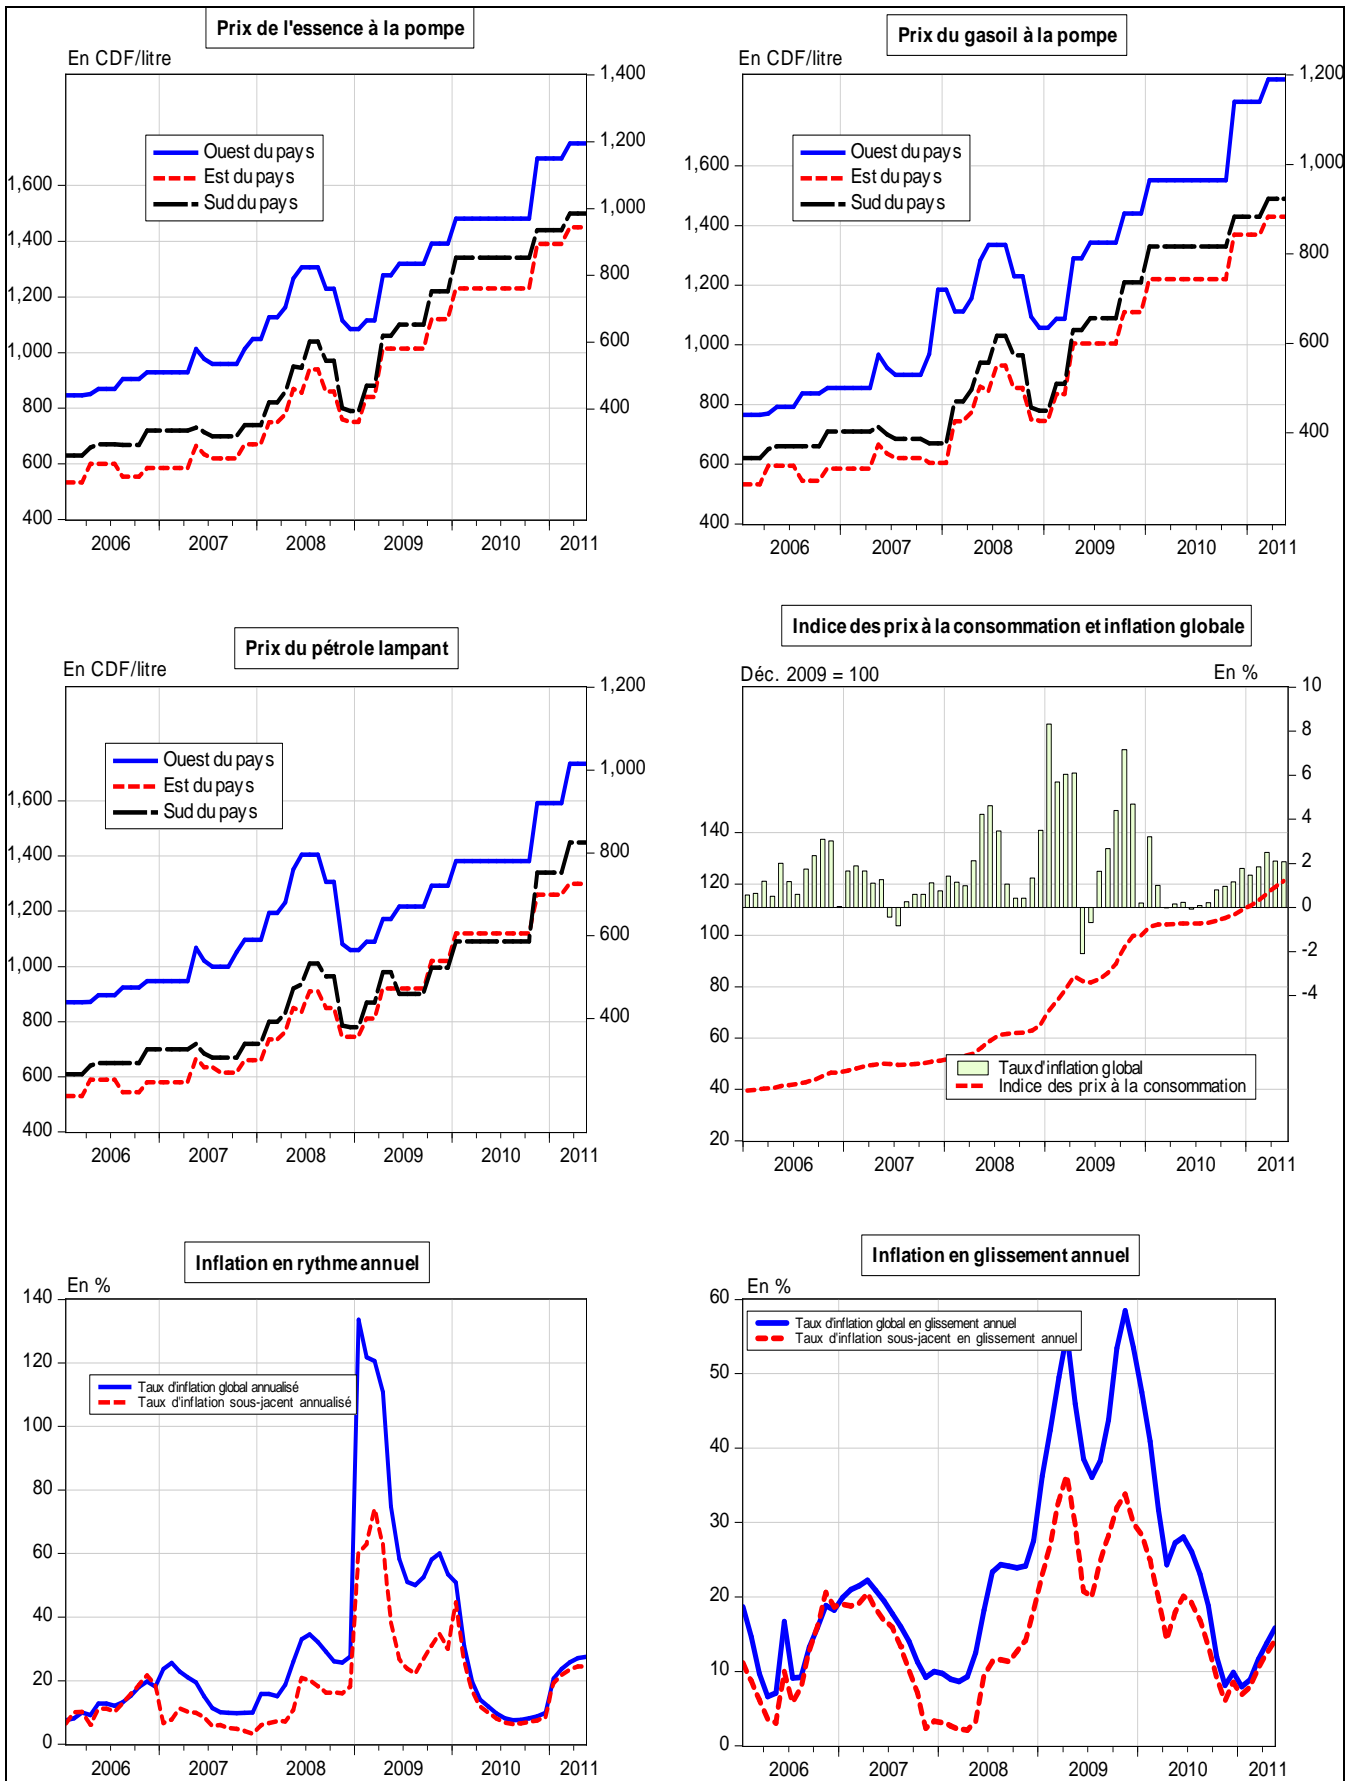 Prix de l'essence à la pompe
En CDF/litre
1,400
1,200
1,000
800
600
400
1,600
1,400
1,200
1,000
800
600
400
Ouest du pays
Est du pays
Sud du pays
2006 2007 2008 2009 2010 2011
Prix du gasoil à la pompe
En CDF/litre
1,200
1,000
800
600
400
1,600
1,400
1,200
1,000
800
600
400
Ouest du pays
Est du pays
Sud du pays
2006 2007 2008 2009 2010 2011
Prix du pétrole lampant
En CDF/litre
1,200
1,000
800
600
400
1,600
1,400
1,200
1,000
800
600
400
Ouest du pays
Est du pays
Sud du pays
2006 2007 2008 2009 2010 2011
Indice des prix à la consommation et inflation globale
Déc. 2009 = 100
En %
10
8
6
4
2
0
-2
-4
140
120
100
80
60
40
20
Taux d'inflation global
Indice des prix à la consommation
2006 2007 2008 2009 2010 2011
Inflation en rythme annuel
En %
140
120
100
80
60
40
20
0
Taux d'inflation global annualisé
Taux d'inflation sous-jacent annualisé
2006 2007 2008 2009 2010 2011
Inflation en glissement annuel
En %
60
50
40
30
20
10
0
Taux d'inflation global en glissement annuel
Taux d'inflation sous-jacent en glissement annuel
2006 2007 2008 2009 2010 2011